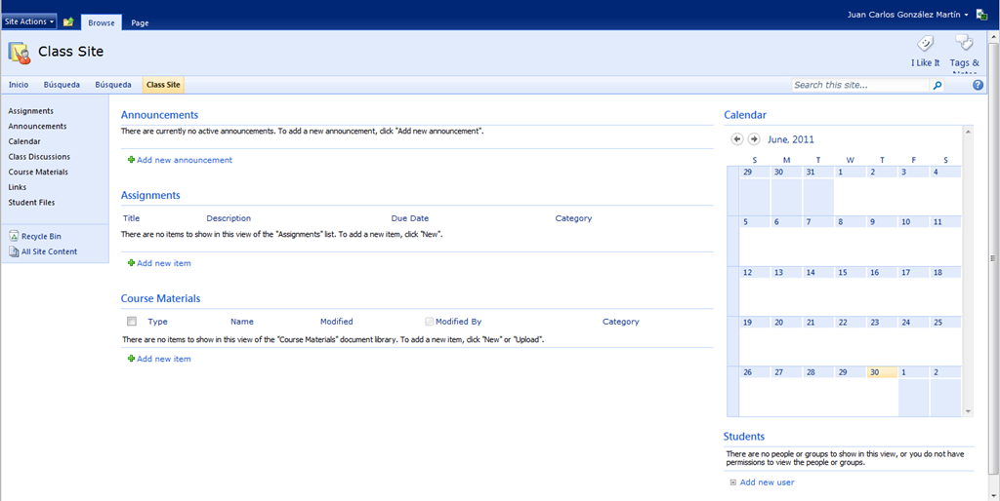 Site Actions
Browse
Page
Juan Carlos González Martín
Class Site
I Like It
Tags &
Notes
Inicio
Búsqueda
Búsqueda
Class Site
Search this site...
Assignments
Announcements
Calendar
Class Discussions
Course Materials
Links
Student Files
Recycle Bin
All Site Content
Announcements
There are currently no active announcements. To add a new announcement, click "Add new announcement".
Add new announcement
Assignments
Title Description Due Date Category
There are no items to show in this view of the "Assignments" list. To add a new item, click "New".
Add new item
Course Materials
Type Name Modified Modified By Category
There are no items to show in this view of the "Course Materials" document library. To add a new item, click "New" or "Upload".
Add new item
Calendar
June, 2011
S M T W T F S
29 30 31 1 2 3 4
5 6 7 8 9 10 11
12 13 14 15 16 17 18
19 20 21 22 23 24 25
26 27 28 29 30 1 2
Students
There are no people or groups to show in this view, or you do not have
permissions to view the people or groups.
Add new user